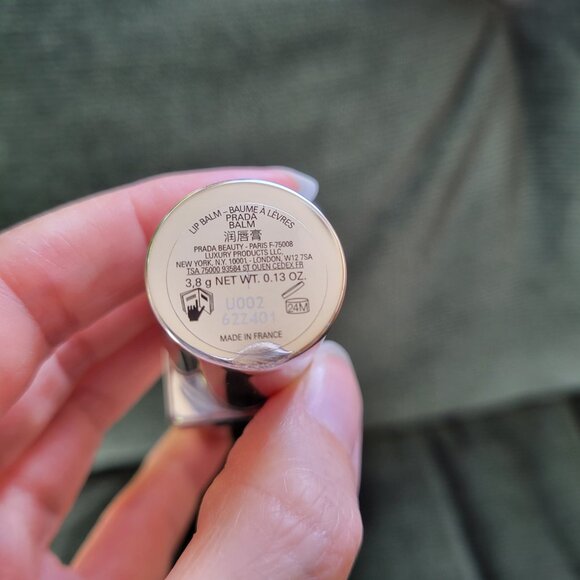 LIP BALM – BAUME À LÈVRES
PRADA
BALM
润唇膏
PRADA BEAUTY - PARIS F-75008
LUXURY PRODUCTS LLC,
NEW YORK, N.Y. 10001 - LONDON, W12 7SA
TSA 75000 93584 ST OUEN CEDEX FR
3,8 g NET WT. 0.13 OZ.
U002
62Z401
24M
MADE IN FRANCE